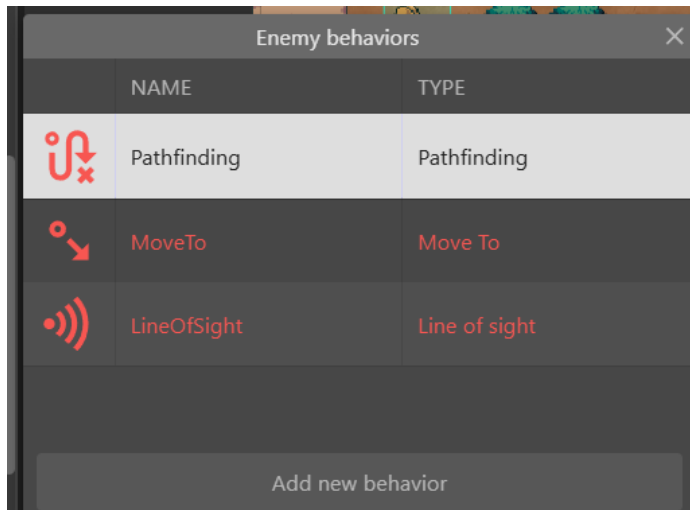 Enemy behaviors
NAME TYPE
Pathfinding Pathfinding
MoveTo Move To
LineOfSight Line of sight
Add new behavior